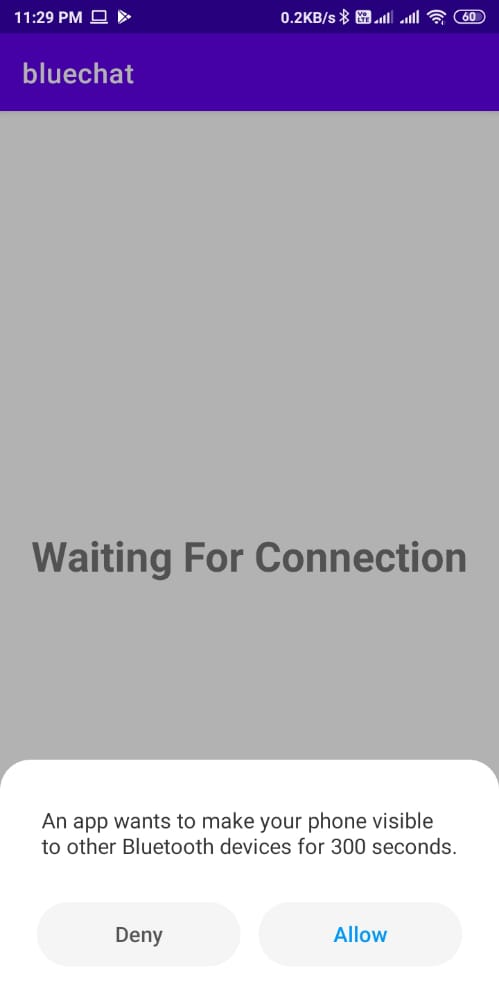 11:29 PM 0.2KB/s 60
bluechat
Waiting For Connection
An app wants to make your phone visible
to other Bluetooth devices for 300 seconds.
Deny Allow